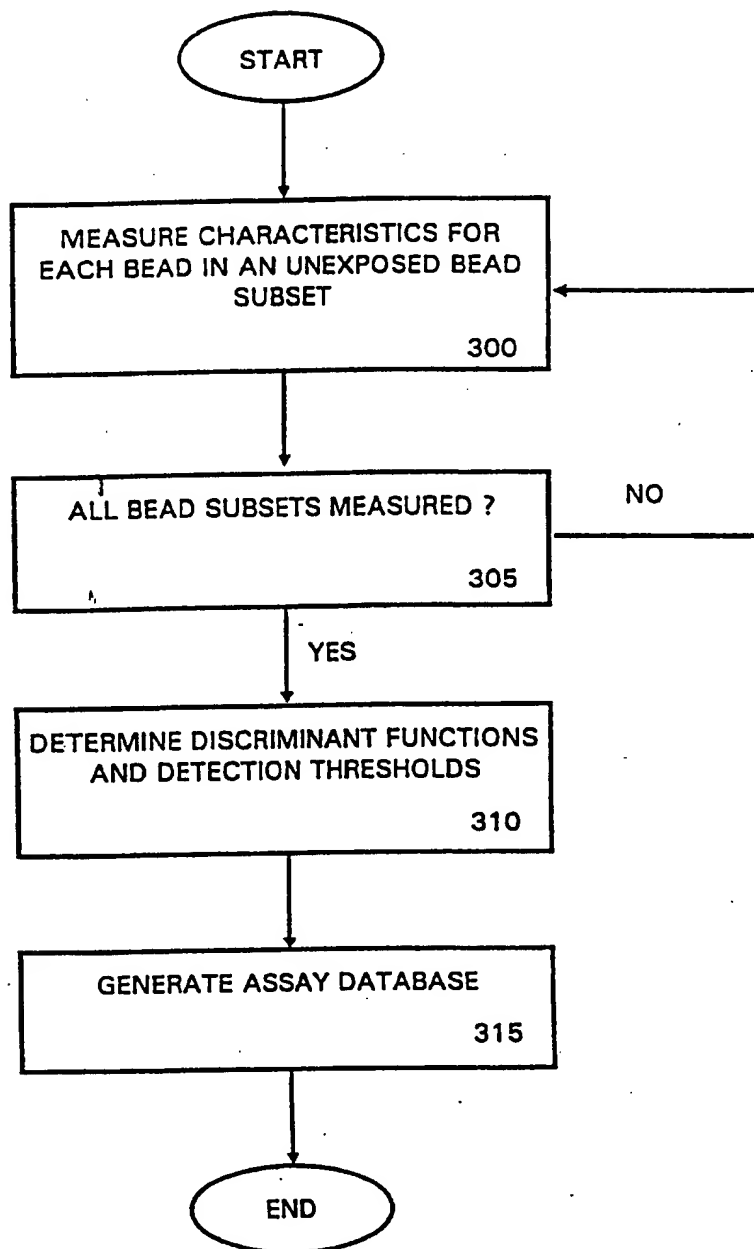 START
MEASURE CHARACTERISTICS FOR
EACH BEAD IN AN UNEXPOSED BEAD
SUBSET
300
ALL BEAD SUBSETS MEASURED ?
305
NO
YES
DETERMINE DISCRIMINANT FUNCTIONS
AND DETECTION THRESHOLDS
310
GENERATE ASSAY DATABASE
315
END